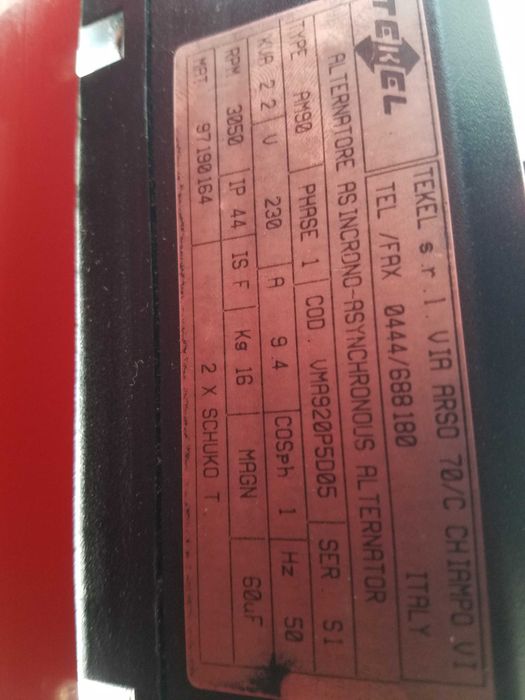 TEKEL
TEKEL s.r.l. VIA ARSO 70/C CHIAMPO VI
TEL /FAX 0444/688180 ITALY
ALTERNATORE ASINCRONO-ASYNCHRONOUS ALTERNATOR
TYPE AM90 PHASE 1 COD. VMA920P5D05 SER. S1
KVA 2 2 V 230 A 9.4 COSph 1 Hz 50
RPM 3050 IP 44 IS F Kg 16 MAGN 60uF
MAT 97190164 2 X SCHUKO T